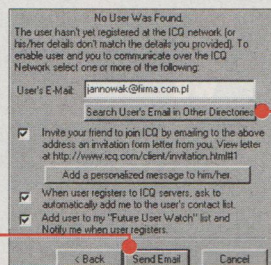 No User Was Found.
The user hasn't yet registered at the ICQ network (or
his/her details don't match the details you provided). To
enable user and you to communicate over the ICQ
Network select one or more of the following:
User's E-Mail: jannowak@firma.com.pl
Search User's Email in Other Directories
Invite your friend to join ICQ by emailing to the above
address an invitation form letter from you. View letter
at http://www.icq.com/client/invitation.html#1
Add a personalized message to him/her.
When user registers to ICQ servers, ask to
automatically add me to the user's contact list.
Add user to my "Future User Watch" list and
Notify me when user registers.
< Back Send Email Cancel